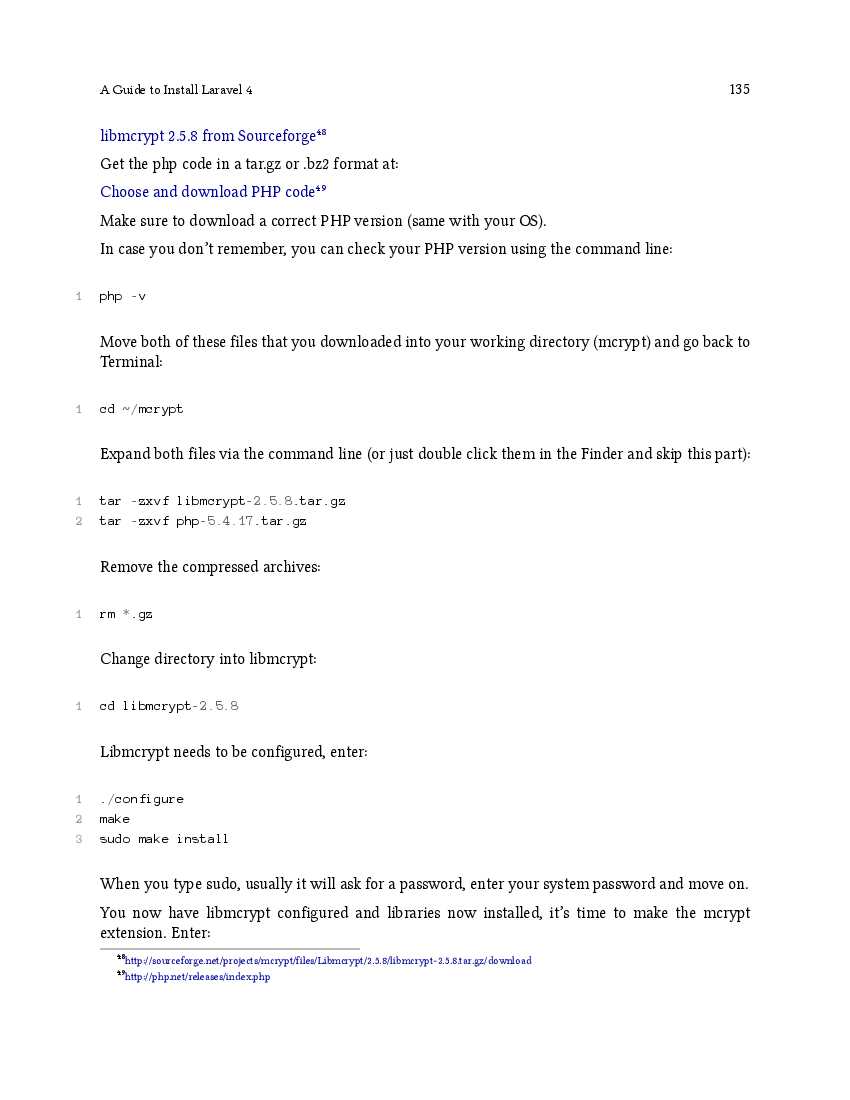 A Guide to Install Laravel 4 135
libmcrypt 2.5.8 from Sourceforge⁴⁸
Get the php code in a tar.gz or .bz2 format at:
Choose and download PHP code⁴⁹
Make sure to download a correct PHP version (same with your OS).
In case you don’t remember, you can check your PHP version using the command line:
1 php -v
Move both of these files that you downloaded into your working directory (mcrypt) and go back to
Terminal:
1 cd ~/mcrypt
Expand both files via the command line (or just double click them in the Finder and skip this part):
1 tar -zxvf libmcrypt-2.5.8.tar.gz
2 tar -zxvf php-5.4.17.tar.gz
Remove the compressed archives:
1 rm *.gz
Change directory into libmcrypt:
1 cd libmcrypt-2.5.8
Libmcrypt needs to be configured, enter:
1 ./configure
2 make
3 sudo make install
When you type sudo, usually it will ask for a password, enter your system password and move on.
You now have libmcrypt configured and libraries now installed, it’s time to make the mcrypt
extension. Enter:
⁴⁸http://sourceforge.net/projects/mcrypt/files/Libmcrypt/2.5.8/libmcrypt-2.5.8.tar.gz/download
⁴⁹http://php.net/releases/index.php